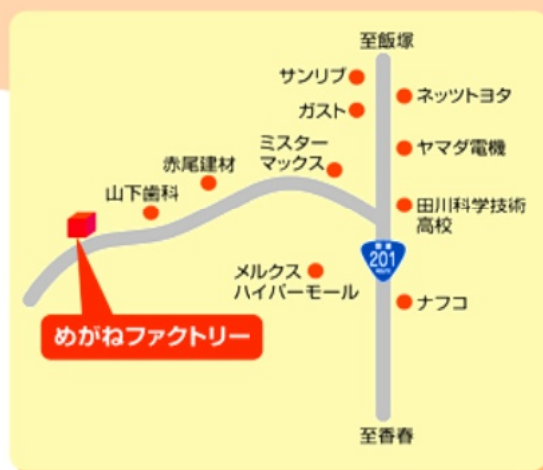 至飯塚
サンリブ
ネッツトヨタ
ガスト
ミスター
マックス
ヤマダ電機
赤尾建材
山下歯科
田川科学技術
高校
国道
201
ROUTE
メルクス
ハイパーモール
ナフコ
めがねファクトリー
至香春